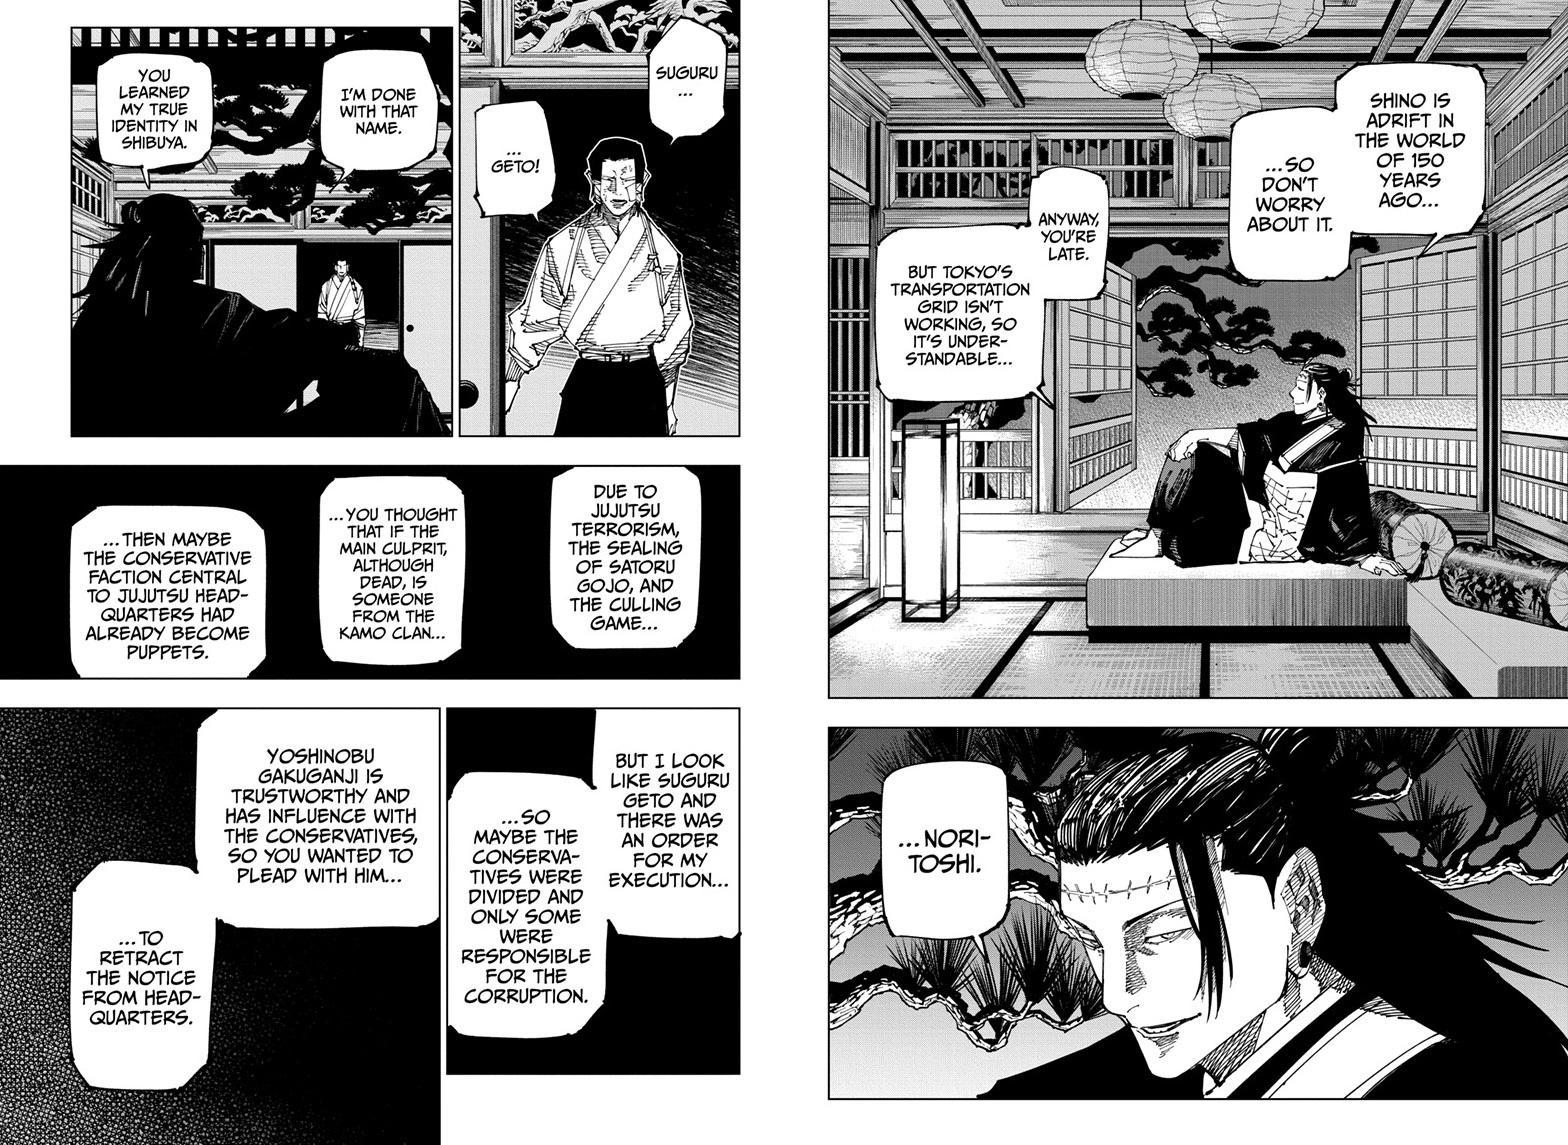 SHINO IS
ADRIFT IN
THE WORLD
OF 150
YEARS
AGO...
...SO
DON'T
WORRY
ABOUT IT.
ANYWAY,
YOU'RE
LATE.
BUT TOKYO'S
TRANSPORTATION
GRID ISN'T
WORKING, SO
IT'S UNDER-
STANDABLE...
...NORI-
TOSHI.
SUGURU
...
...
GETO!
I'M DONE
WITH THAT
NAME.
YOU
LEARNED
MY TRUE
IDENTITY IN
SHIBUYA.
DUE TO
JUJUTSU
TERRORISM,
THE SEALING
OF SATORU
GOJO, AND
THE CULLING
GAME...
...YOU THOUGHT
THAT IF THE
MAIN CULPRIT,
ALTHOUGH
DEAD, IS
SOMEONE
FROM THE
KAMO CLAN...
...THEN MAYBE
THE CONSERVATIVE
FACTION CENTRAL
TO JUJUTSU HEAD-
QUARTERS HAD
ALREADY BECOME
PUPPETS.
BUT I LOOK
LIKE SUGURU
GETO AND
THERE WAS
AN ORDER
FOR MY
EXECUTION...
...SO
MAYBE THE
CONSERVA-
TIVES WERE
DIVIDED AND
ONLY SOME
WERE
RESPONSIBLE
FOR THE
CORRUPTION.
YOSHINOBU
GAKUGANJI IS
TRUSTWORTHY AND
HAS INFLUENCE WITH
THE CONSERVATIVES,
SO YOU WANTED TO
PLEAD WITH HIM...
...TO
RETRACT
THE NOTICE
FROM HEAD-
QUARTERS.